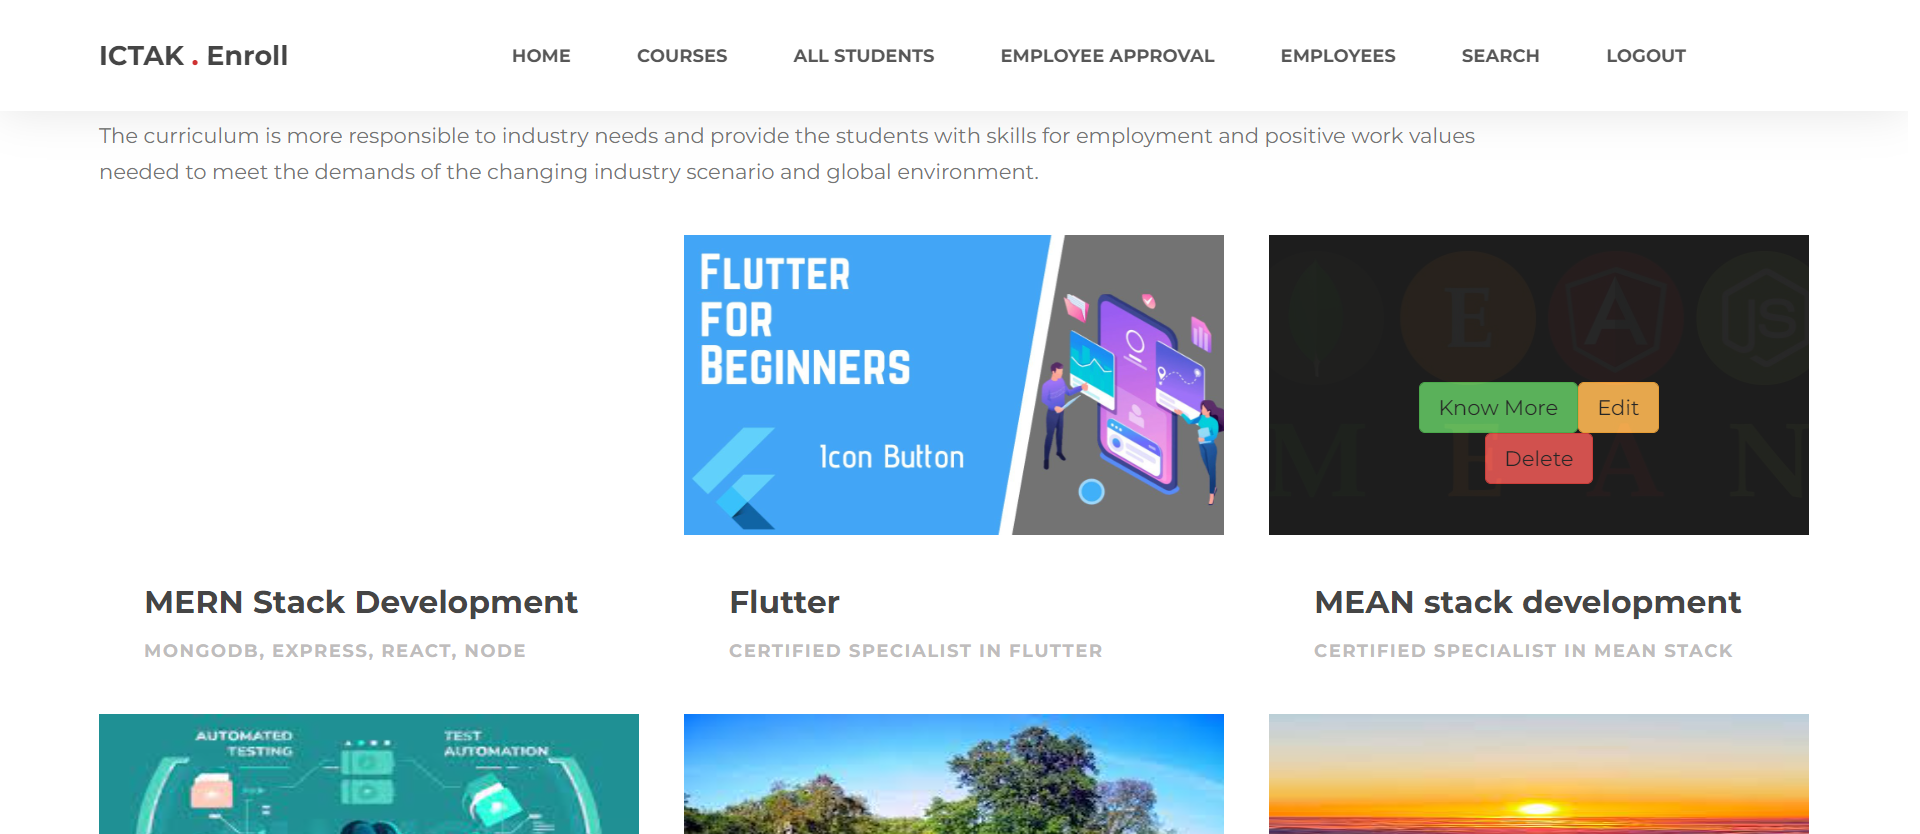 ICTAK . Enroll
HOME COURSES ALL STUDENTS EMPLOYEE APPROVAL EMPLOYEES SEARCH LOGOUT
The curriculum is more responsible to industry needs and provide the students with skills for employment and positive work values
needed to meet the demands of the changing industry scenario and global environment.
FLUTTER
FOR
BEGINNERS
Icon Button
E A JS
Know More Edit
Delete
M E A N
MERN Stack Development
MONGODB, EXPRESS, REACT, NODE
Flutter
CERTIFIED SPECIALIST IN FLUTTER
MEAN stack development
CERTIFIED SPECIALIST IN MEAN STACK
AUTOMATED
TESTING
TEST
AUTOMATION